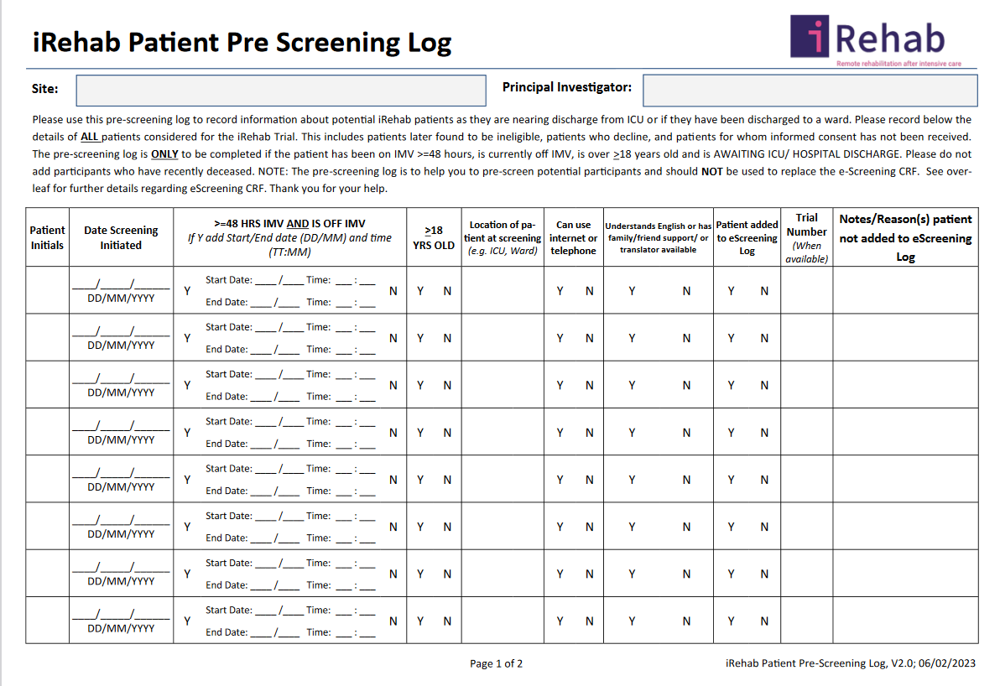 iRehab Patient Pre Screening Log
iRehab
Remote rehabilitation after intensive care
Site:
Principal Investigator:
Please use this pre-screening log to record information about potential iRehab patients as they are nearing discharge from ICU or if they have been discharged to a ward. Please record below the
details of ALL patients considered for the iRehab Trial. This includes patients later found to be ineligible, patients who decline, and patients for whom informed consent has not been received.
The pre-screening log is ONLY to be completed if the patient has been on IMV >=48 hours, is currently off IMV, is over >18 years old and is AWAITING ICU/ HOSPITAL DISCHARGE. Please do not
add participants who have recently deceased. NOTE: The pre-screening log is to help you to pre-screen potential participants and should NOT be used to replace the e-Screening CRF. See over-
leaf for further details regarding eScreening CRF. Thank you for your help.
Patient
Initials
Date Screening
Initiated
>=48 HRS IMV AND IS OFF IMV
If Y add Start/End date (DD/MM) and time
(TT:MM)
>18
YRS OLD
Location of pa-
tient at screening
(e.g. ICU, Ward)
Can use
internet or
telephone
Understands English or has
family/friend support/ or
translator available
Patient added
to eScreening
Log
Trial
Number
(When
available)
Notes/Reason(s) patient
not added to eScreening
Log
____/_____/______
DD/MM/YYYY
Y
Start Date: ____ /____ Time: ___ : ___
End Date: ____ /____ Time: ___ : ___
N
Y N
Y N
Y N
Y N
____/_____/______
DD/MM/YYYY
Y
Start Date: ____ /____ Time: ___ : ___
End Date: ____ /____ Time: ___ : ___
N
Y N
Y N
Y N
Y N
____/_____/______
DD/MM/YYYY
Y
Start Date: ____ /____ Time: ___ : ___
End Date: ____ /____ Time: ___ : ___
N
Y N
Y N
Y N
Y N
____/_____/______
DD/MM/YYYY
Y
Start Date: ____ /____ Time: ___ : ___
End Date: ____ /____ Time: ___ : ___
N
Y N
Y N
Y N
Y N
____/_____/______
DD/MM/YYYY
Y
Start Date: ____ /____ Time: ___ : ___
End Date: ____ /____ Time: ___ : ___
N
Y N
Y N
Y N
Y N
____/_____/______
DD/MM/YYYY
Y
Start Date: ____ /____ Time: ___ : ___
End Date: ____ /____ Time: ___ : ___
N
Y N
Y N
Y N
Y N
____/_____/______
DD/MM/YYYY
Y
Start Date: ____ /____ Time: ___ : ___
End Date: ____ /____ Time: ___ : ___
N
Y N
Y N
Y N
Y N
____/_____/______
DD/MM/YYYY
Y
Start Date: ____ /____ Time: ___ : ___
End Date: ____ /____ Time: ___ : ___
N
Y N
Y N
Y N
Y N
Page 1 of 2
iRehab Patient Pre-Screening Log, V2.0; 06/02/2023